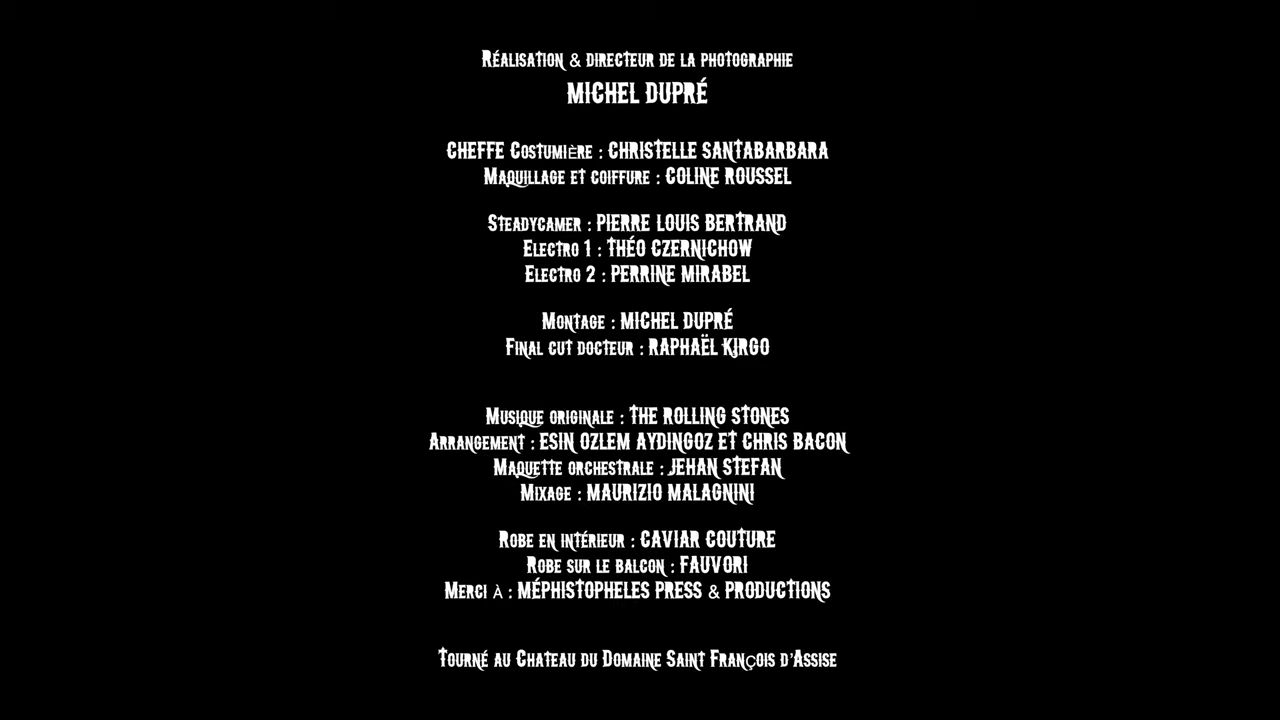 Réalisation & directeur de la photographie
MICHEL DUPRÉ
CHEFFE Costumière : CHRISTELLE SANTABARBARA
Maquillage et coiffure : COLINE ROUSSEL
Steadycamer : PIERRE LOUIS BERTRAND
Electro 1 : THÉO CZERNICHOW
Electro 2 : PERRINE MIRABEL
Montage : MICHEL DUPRÉ
Final cut docteur : RAPHAËL KIRGO
Musique originale : THE ROLLING STONES
Arrangement : ESIN OZLEM AYDINGOZ ET CHRIS BACON
Maquette orchestrale : JEHAN STEFAN
Mixage : MAURIZIO MALAGNINI
Robe en intérieur : CAVIAR COUTURE
Robe sur le balcon : FAUVORI
Merci à : MÉPHISTOPHELES PRESS & PRODUCTIONS
Tourné au Chateau du Domaine Saint François d'Assise